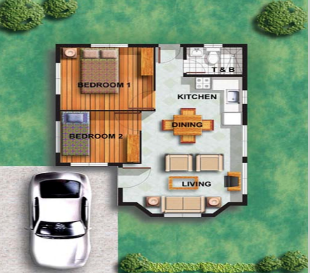 T & B
BEDROOM 1
KITCHEN
DINING
BEDROOM 2
LIVING